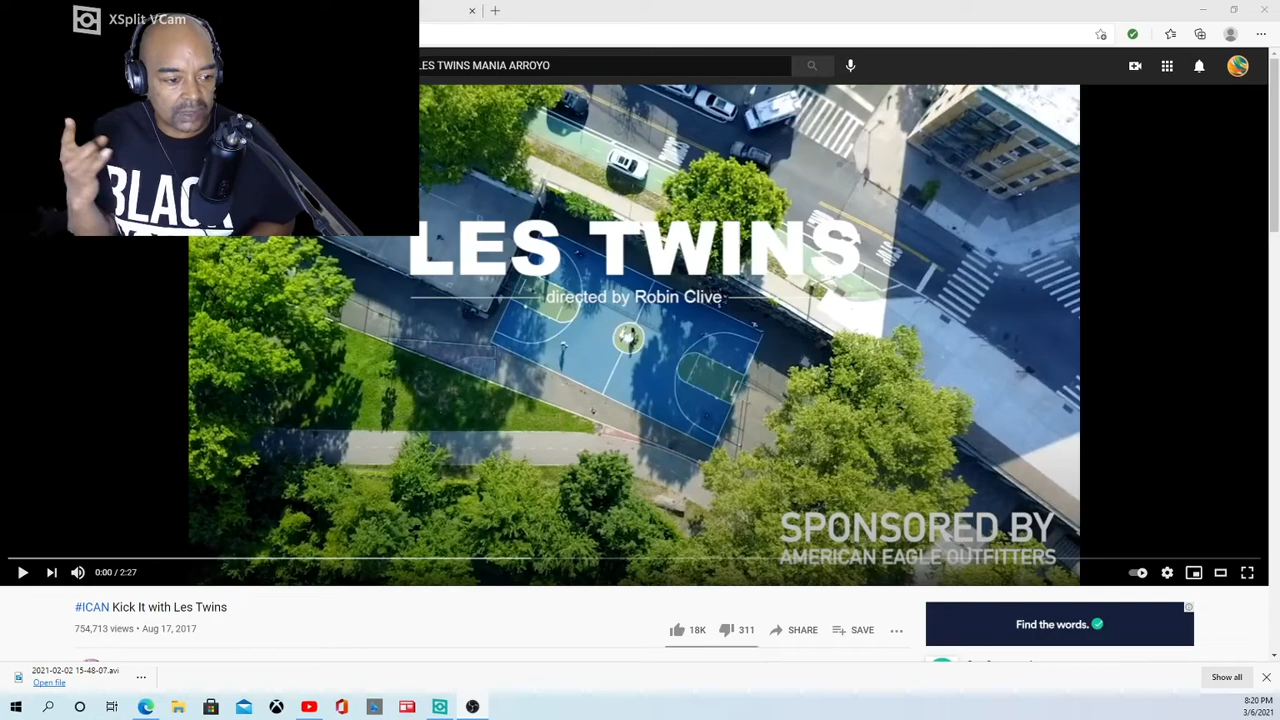 XSplit VCam
LES TWINS MANIA ARROYO
BLAC
LES TWINS
directed by Robin Clive
SPONSORED BY
AMERICAN EAGLE OUTFITTERS
0:00 / 2:27
#ICAN Kick It with Les Twins
754,713 views • Aug 17, 2017
18K
311
SHARE
SAVE
Find the words.
2021-02-02 15-48-07.avi
Open file
Show all
8:20 PM
3/6/2021